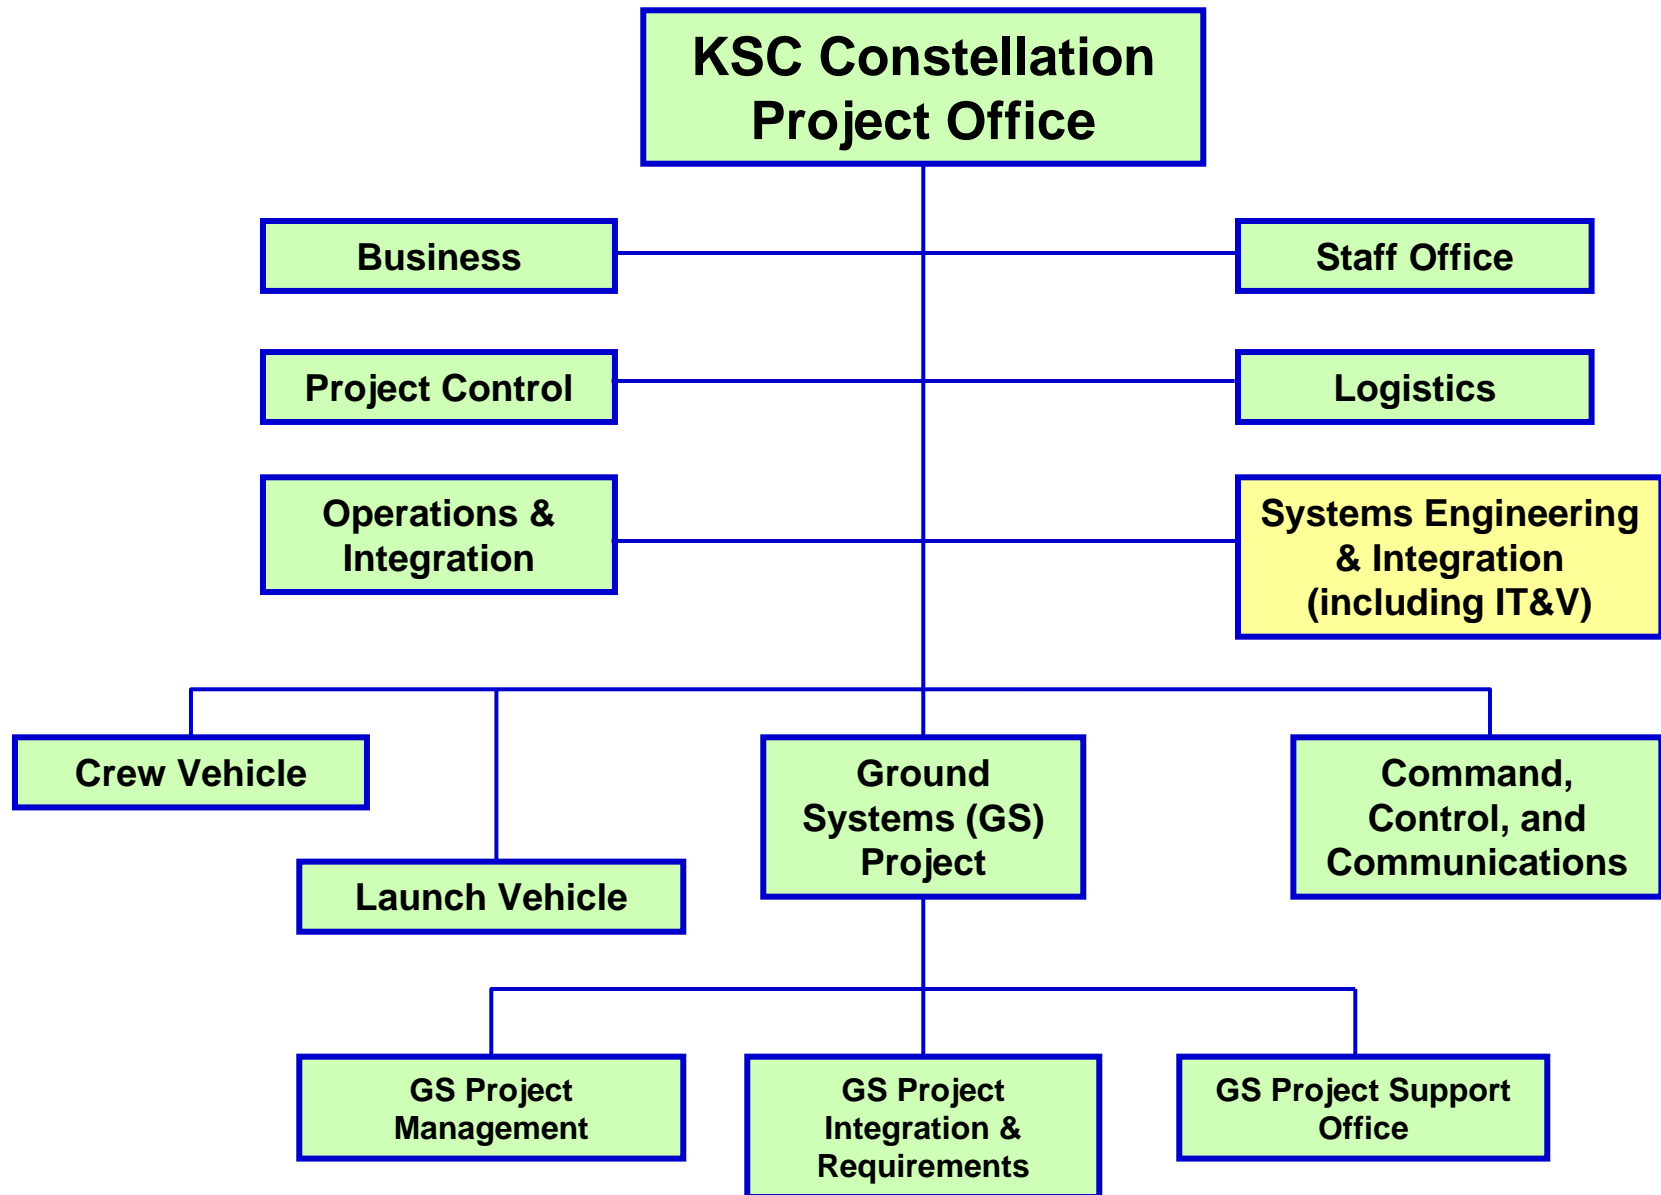 KSC Constellation
Project Office
Business
Staff Office
Project Control
Logistics
Operations &
Integration
Systems Engineering
& Integration
(including IT&V)
Crew Vehicle
Launch Vehicle
Ground
Systems (GS)
Project
Command,
Control, and
Communications
GS Project
Management
GS Project
Integration &
Requirements
GS Project Support
Office